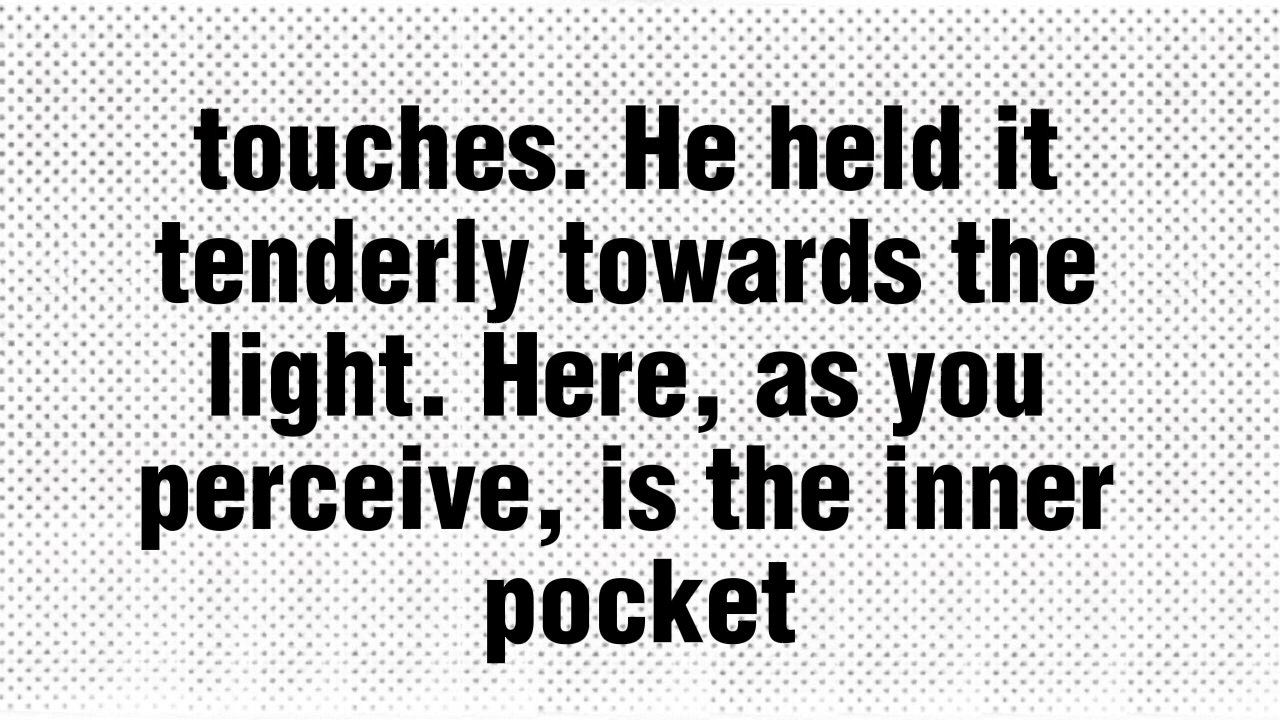 touches. He held it
tenderly towards the
light. Here, as you
perceive, is the inner
pocket